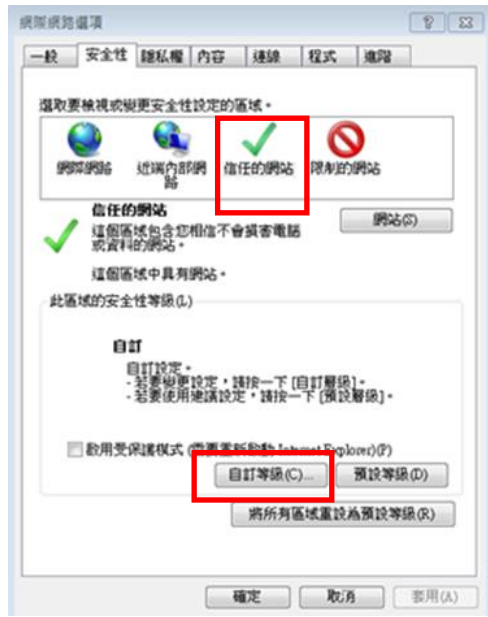 網際網路選項
一般 安全性 隱私權 內容 連線 程式 進階
選取要檢視或變更安全性設定的區域。
網際網路 近端內部網路 信任的網站 限制的網站
信任的網站
這個區域包含您相信不會損害電腦
或資料的網站。
網站(S)
這個區域中具有網站。
此區域的安全性等級(L)
自訂
自訂設定。
- 若要變更設定，請按一下 [自訂層級]。
- 若要使用建議設定，請按一下 [預設層級]。
啟用受保護模式 (需要重新啟動 Internet Explorer)(P)
自訂等級(C)... 預設等級(D)
將所有區域重設為預設等級(R)
確定 取消 套用(A)